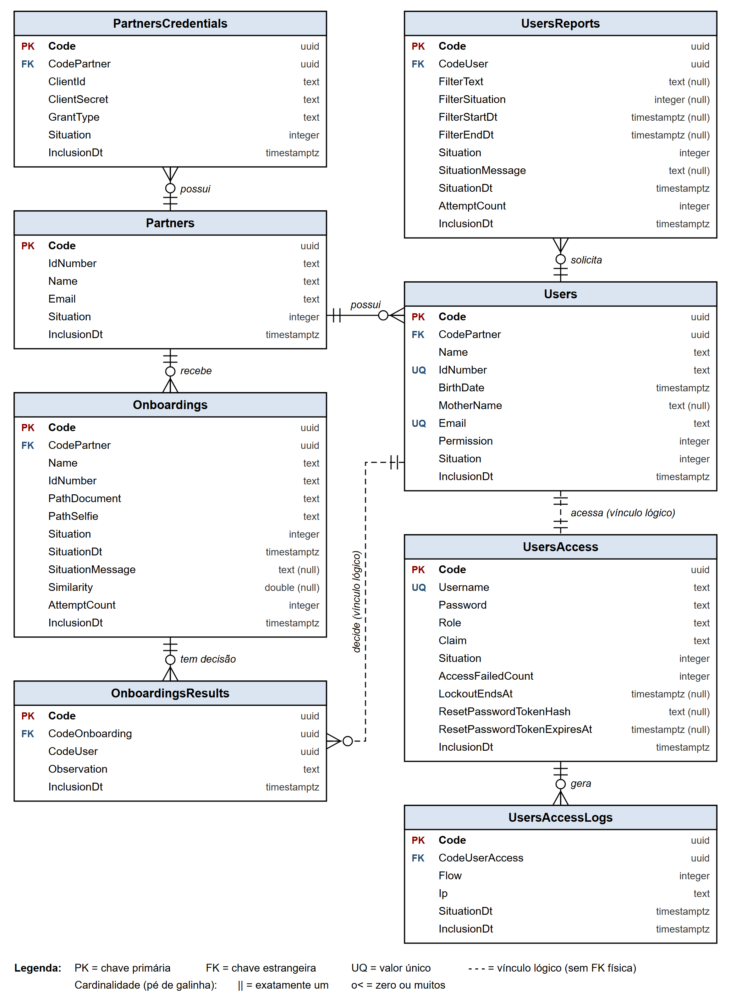 PartnersCredentials
PK Code uuid
FK CodePartner uuid
ClientId text
ClientSecret text
GrantType text
Situation integer
InclusionDt timestamptz
possui
Partners
PK Code uuid
IdNumber text
Name text
Email text
Situation integer
InclusionDt timestamptz
recebe
Onboardings
PK Code uuid
FK CodePartner uuid
Name text
IdNumber text
PathDocument text
PathSelfie text
Situation integer
SituationDt timestamptz
SituationMessage text (null)
Similarity double (null)
AttemptCount integer
InclusionDt timestamptz
tem decisão
OnboardingsResults
PK Code uuid
FK CodeOnboarding uuid
CodeUser uuid
Observation text
InclusionDt timestamptz
possui
decide (vínculo lógico)
UsersReports
PK Code uuid
FK CodeUser uuid
FilterText text (null)
FilterSituation integer (null)
FilterStartDt timestamptz (null)
FilterEndDt timestamptz (null)
Situation integer
SituationMessage text (null)
SituationDt timestamptz
AttemptCount integer
InclusionDt timestamptz
solicita
Users
PK Code uuid
FK CodePartner uuid
Name text
UQ IdNumber text
BirthDate timestamptz
MotherName text (null)
UQ Email text
Permission integer
Situation integer
InclusionDt timestamptz
acessa (vínculo lógico)
UsersAccess
PK Code uuid
UQ Username text
Password text
Role text
Claim text
Situation integer
AccessFailedCount integer
LockoutEndsAt timestamptz (null)
ResetPasswordTokenHash text (null)
ResetPasswordTokenExpiresAt timestamptz (null)
InclusionDt timestamptz
gera
UsersAccessLogs
PK Code uuid
FK CodeUserAccess uuid
Flow integer
Ip text
SituationDt timestamptz
InclusionDt timestamptz
Legenda: PK = chave primária FK = chave estrangeira UQ = valor único - - - = vínculo lógico (sem FK física)
Cardinalidade (pé de galinha): || = exatamente um o< = zero ou muitos